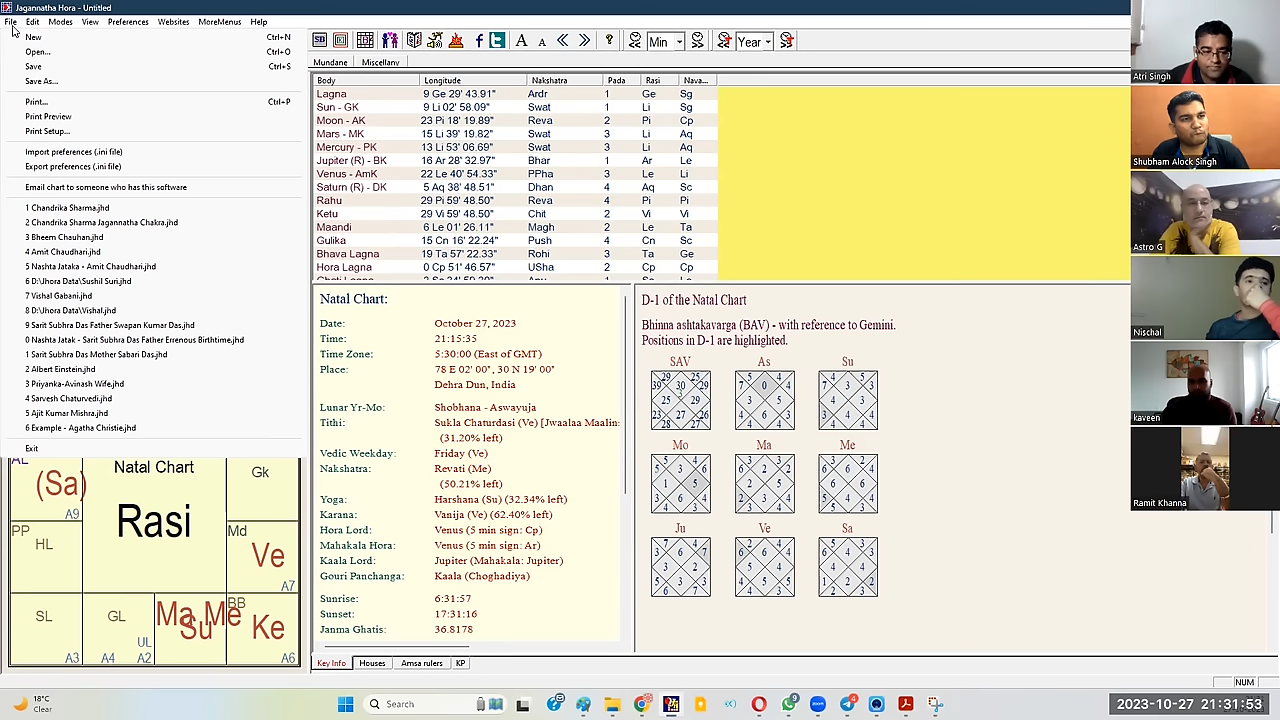 Jagannatha Hora - Untitled
File Edit Modes View Preferences Websites MoreMenus Help
New Ctrl+N
Open... Ctrl+O
Save Ctrl+S
Save As...
Print... Ctrl+P
Print Preview
Print Setup...
Import preferences (.ini file)
Export preferences (.ini file)
Email chart to someone who has this software
1 Chandrika Sharma.jhd
2 Chandrika Sharma Jagannatha Chakra.jhd
3 Bheem Chauhan.jhd
4 Amit Chaudhari.jhd
5 Nashta Jataka - Amit Chaudhari.jhd
6 D:\Jhora Data\Sushil Suri.jhd
7 Vishal Gabani.jhd
8 D:\Jhora Data\Vishal.jhd
9 Sarit Subhra Das Father Swapan Kumar Das.jhd
0 Nashta Jatak - Sarit Subhra Das Father Errenous Birthtime.jhd
1 Sarit Subhra Das Mother Sabari Das.jhd
2 Albert Einstein.jhd
3 Priyanka-Avinash Wife.jhd
4 Sarvesh Chaturvedi.jhd
5 Ajit Kumar Mishra.jhd
6 Example - Agatha Christie.jhd
Exit
A A ? Min Year
Mundane Miscellany
Body Longitude Nakshatra Pada Rasi Nava...
Lagna 9 Ge 29' 43.91" Ardr 1 Ge Sg
Sun - GK 9 Li 02' 58.09" Swat 1 Li Sg
Moon - AK 23 Pi 18' 19.89" Reva 2 Pi Cp
Mars - MK 15 Li 39' 19.82" Swat 3 Li Aq
Mercury - PK 13 Li 53' 06.69" Swat 3 Li Aq
Jupiter (R) - BK 16 Ar 28' 32.97" Bhar 1 Ar Le
Venus - AmK 22 Le 40' 54.33" PPha 3 Le Li
Saturn (R) - DK 5 Aq 38' 48.51" Dhan 4 Aq Sc
Rahu 29 Pi 59' 48.50" Reva 4 Pi Pi
Ketu 29 Vi 59' 48.50" Chit 2 Vi Vi
Maandi 6 Le 01' 26.11" Magh 2 Le Ta
Gulika 15 Cn 16' 22.24" Push 4 Cn Sc
Bhava Lagna 19 Ta 57' 22.33" Rohi 3 Ta Ge
Hora Lagna 0 Cp 51' 46.57" USha 2 Cp Cp
Natal Chart:
Date: October 27, 2023
Time: 21:15:35
Time Zone: 5:30:00 (East of GMT)
Place: 78 E 02' 00", 30 N 19' 00"
Dehra Dun, India
Lunar Yr-Mo: Shobhana - Aswayuja
Tithi: Sukla Chaturdasi (Ve) [Jwaalaa Maalin:
(31.20% left)
Vedic Weekday: Friday (Ve)
Nakshatra: Revati (Me)
(50.21% left)
Yoga: Harshana (Su) (32.34% left)
Karana: Vanija (Ve) (62.40% left)
Hora Lord: Venus (5 min sign: Cp)
Mahakala Hora: Venus (5 min sign: Ar)
Kaala Lord: Jupiter (Mahakala: Jupiter)
Gouri Panchanga: Kaala (Choghadiya)
Sunrise: 6:31:57
Sunset: 17:31:16
Janma Ghatis: 36.8178
Key Info Houses Amsa rulers KP
D-1 of the Natal Chart
Bhinna ashtakavarga (BAV) - with reference to Gemini.
Positions in D-1 are highlighted.
SAV As Su
Mo Ma Me
Ju Ve Sa
(Sa) A9
Natal Chart
Rasi
Gk
PP HL
Md Ve A7
SL A3
GL UL A4 A2
Ma Me Su
BB Ke A6
Atri Singh
Shubham Alock Singh
Astro G
Nischal
kaveen
Ramit Khanna
NUM
18°C
Clear
Search
2023-10-27 21:31:53